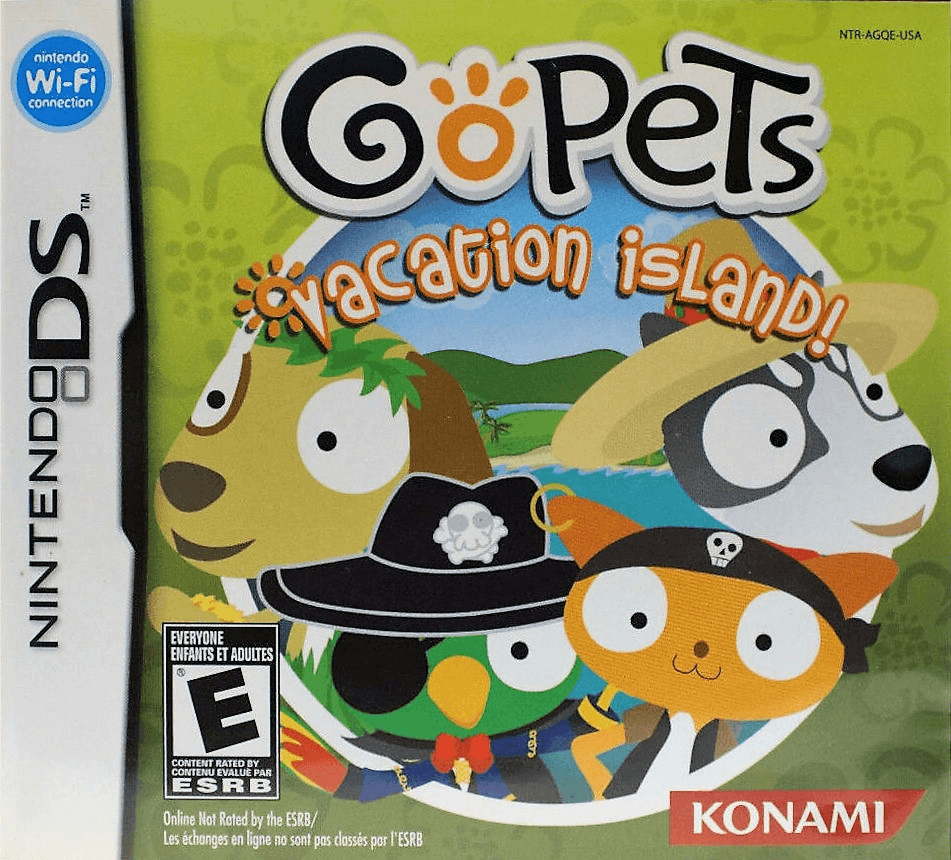 nintendo
Wi-Fi
connection
NINTENDO DS™
NTR-AGQE-USA
GoPets
Vacation island!
EVERYONE
ENFANTS ET ADULTES
E
®
CONTENT RATED BY
CONTENU EVALUÉ PAR
ESRB
Online Not Rated by the ESRB/
Les échanges en ligne no sont pas classés par l'ESRB
KONAMI